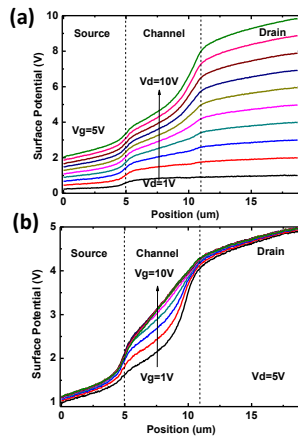 (a)
Source
Channel
Drain
Vd=10V
Vg=5V
Vd=1V
Surface Potential (V)
10
8
6
4
2
0
0
5
10
15
Position (um)
(b)
Source
Channel
Drain
Vg=10V
Vg=1V
Vd=5V
Surface Potential (V)
5
4
3
2
1
0
5
10
15
Position (um)